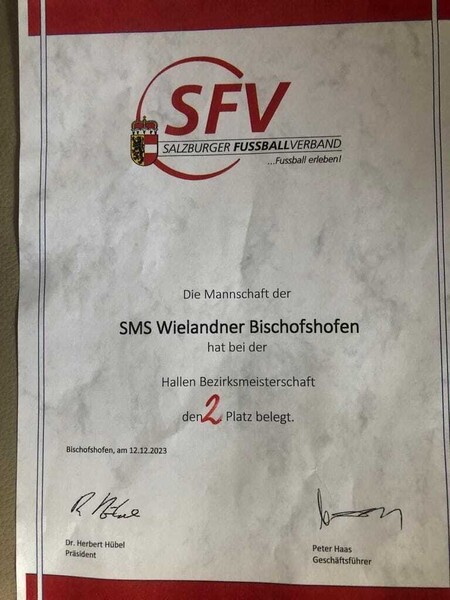 SFV
SALZBURGER FUSSBALLVERBAND
...Fussball erleben!
Die Mannschaft der
SMS Wielandner Bischofshofen
hat bei der
Hallen Bezirksmeisterschaft
den 2 Platz belegt.
Bischofshofen, am 12.12.2023
Dr. Herbert Hübel
Präsident
Peter Haas
Geschäftsführer